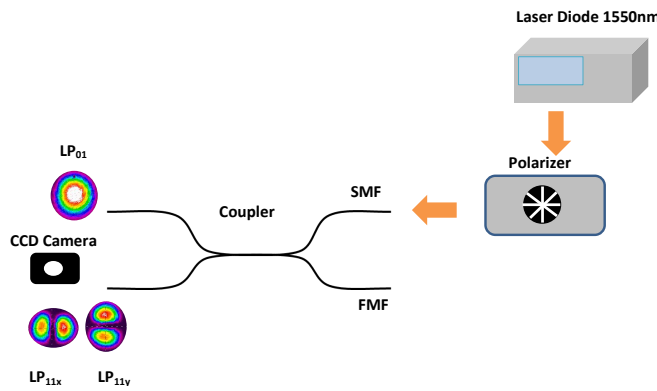 Laser Diode 1550nm
Polarizer
LP01
SMF
Coupler
CCD Camera
FMF
LP11x LP11y